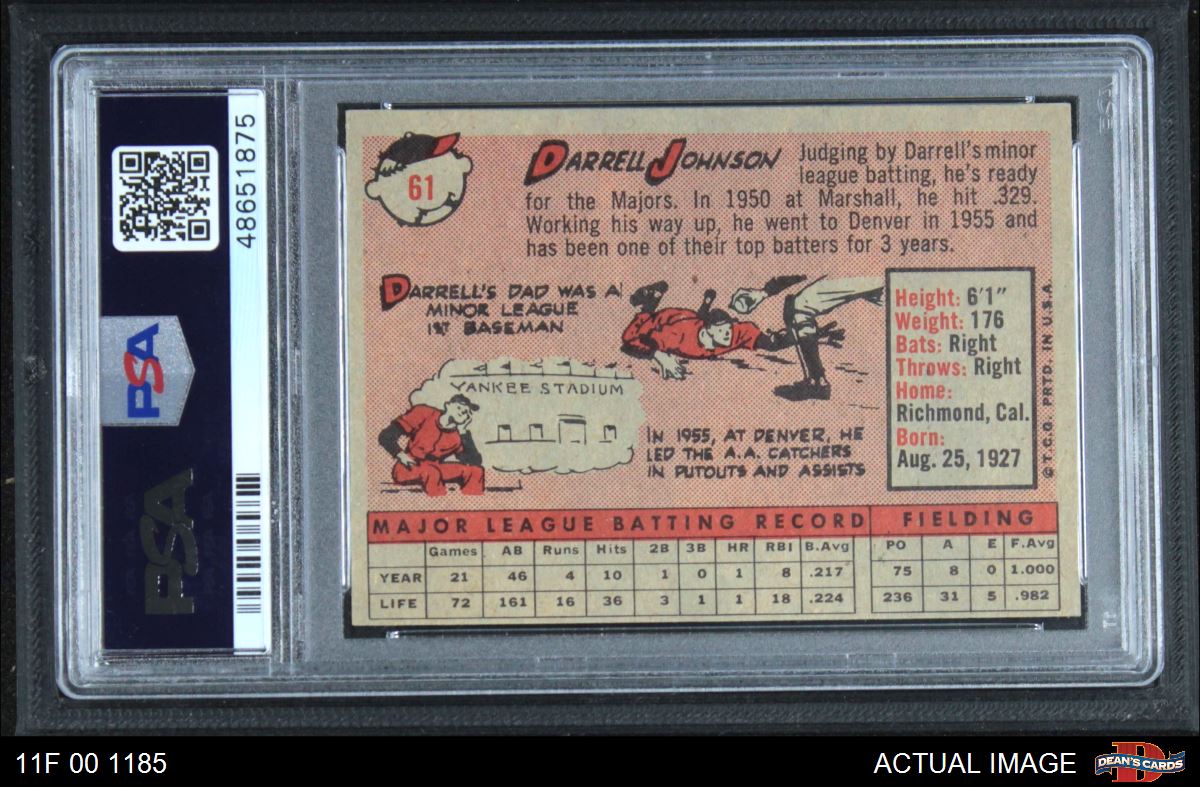 48651875
PSA
PSA
61
DARRELL JOHNSON
Judging by Darrell's minor
league batting, he's ready
for the Majors. In 1950 at Marshall, he hit .329.
Working his way up, he went to Denver in 1955 and
has been one of their top batters for 3 years.
DARRELL'S DAD WAS A
MINOR LEAGUE
1ST BASEMAN
YANKEE STADIUM
IN 1955, AT DENVER, HE
LED THE A.A. CATCHERS
IN PUTOUTS AND ASSISTS
Height: 6'1"
Weight: 176
Bats: Right
Throws: Right
Home:
Richmond, Cal.
Born:
Aug. 25, 1927
©T.C.G. PRTD. IN U.S.A.
MAJOR LEAGUE BATTING RECORD FIELDING
Games AB Runs Hits 2B 3B HR RBI B.Avg PO A E F.Avg
YEAR 21 46 4 10 1 0 1 8 .217 75 8 0 1.000
LIFE 72 161 16 36 3 1 1 18 .224 236 31 5 .982
11F 00 1185
ACTUAL IMAGE
DEAN'S CARDS